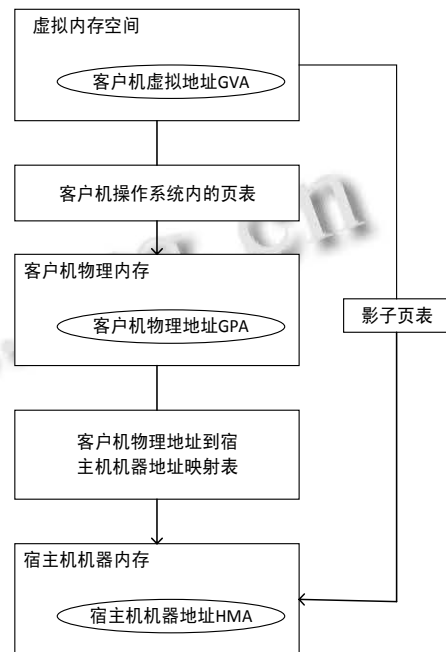 虚拟内存空间
客户机虚拟地址GVA
客户机操作系统内的页表
客户机物理内存
客户机物理地址GPA
影子页表
客户机物理地址到宿
主机机器地址映射表
宿主机机器内存
宿主机机器地址HMA